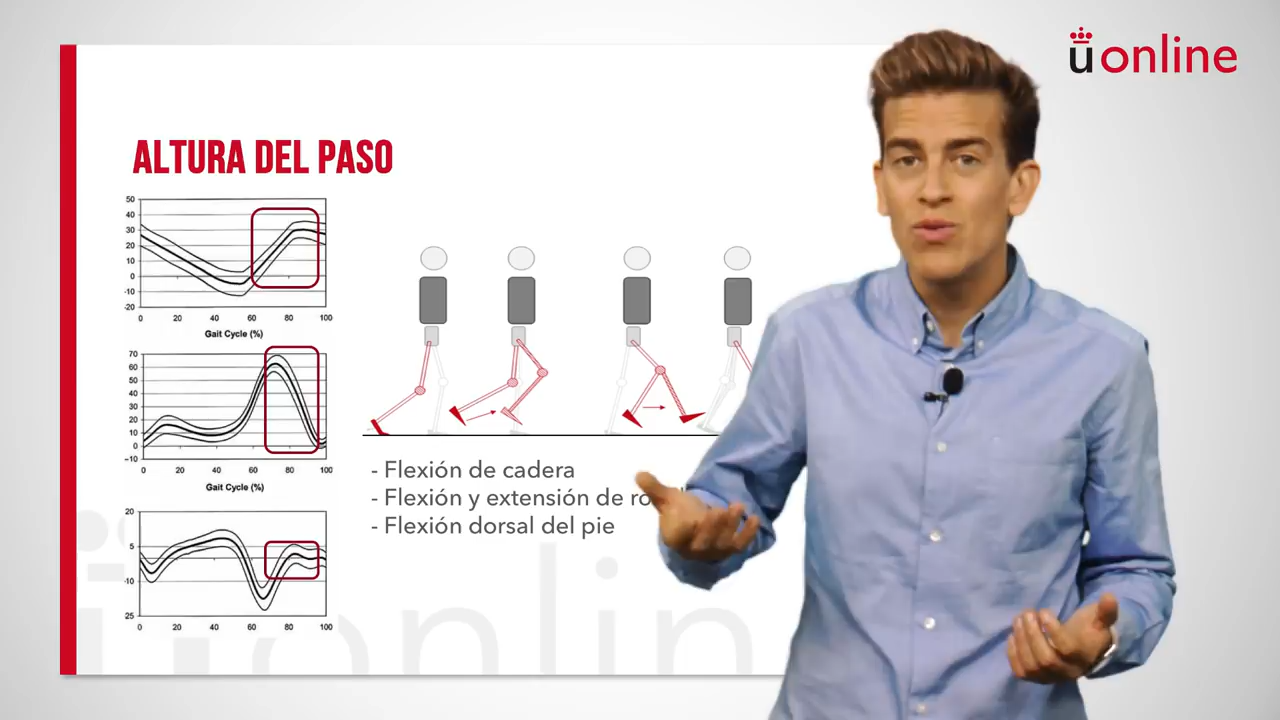 uonline
ALTURA DEL PASO
50
40
30
20
10
0
-10
-20
0 20 40 60 80 100
Gait Cycle (%)
70
60
50
40
30
20
10
0
-10
0 20 40 60 80 100
Gait Cycle (%)
20
5
-10
25
0 20 40 60 80 100
- Flexión de cadera
- Flexión y extensión de
- Flexión dorsal del pie
online